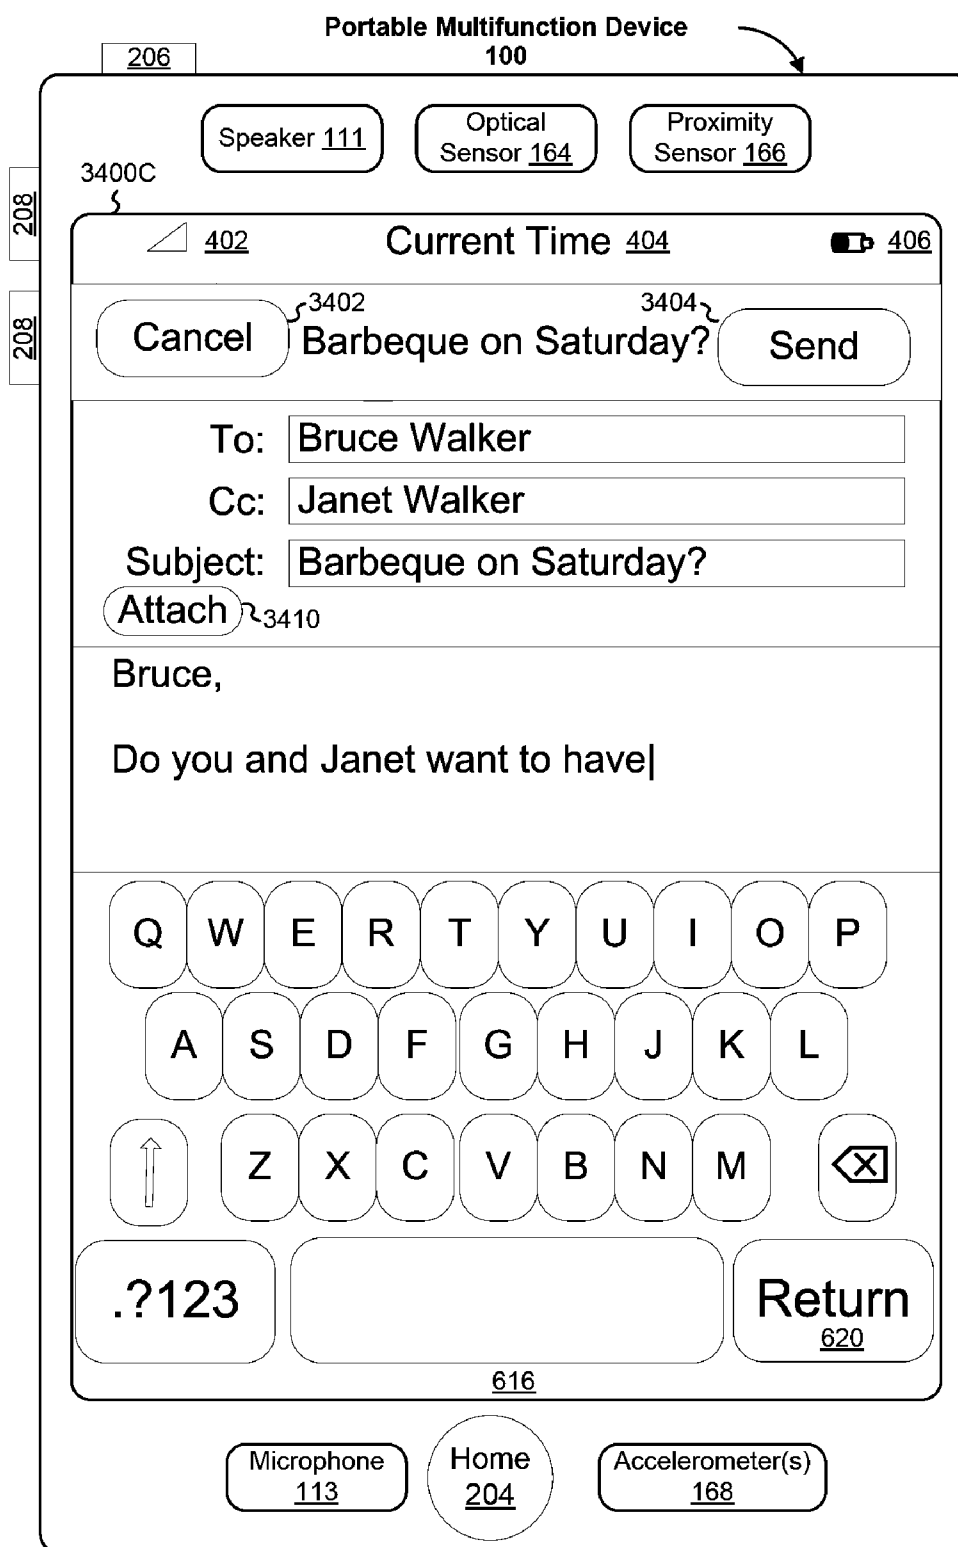 Portable Multifunction Device
100
206
Speaker 111
Optical
Sensor 164
Proximity
Sensor 166
3400C
208
208
402
Current Time 404
406
3402
3404
Cancel
Barbeque on Saturday?
Send
To:
Bruce Walker
Cc:
Janet Walker
Subject:
Barbeque on Saturday?
Attach
3410
Bruce,
Do you and Janet want to have
Q W E R T Y U I O P
A S D F G H J K L
Z X C V B N M
.?123
Return
620
616
Microphone
113
Home
204
Accelerometer(s)
168